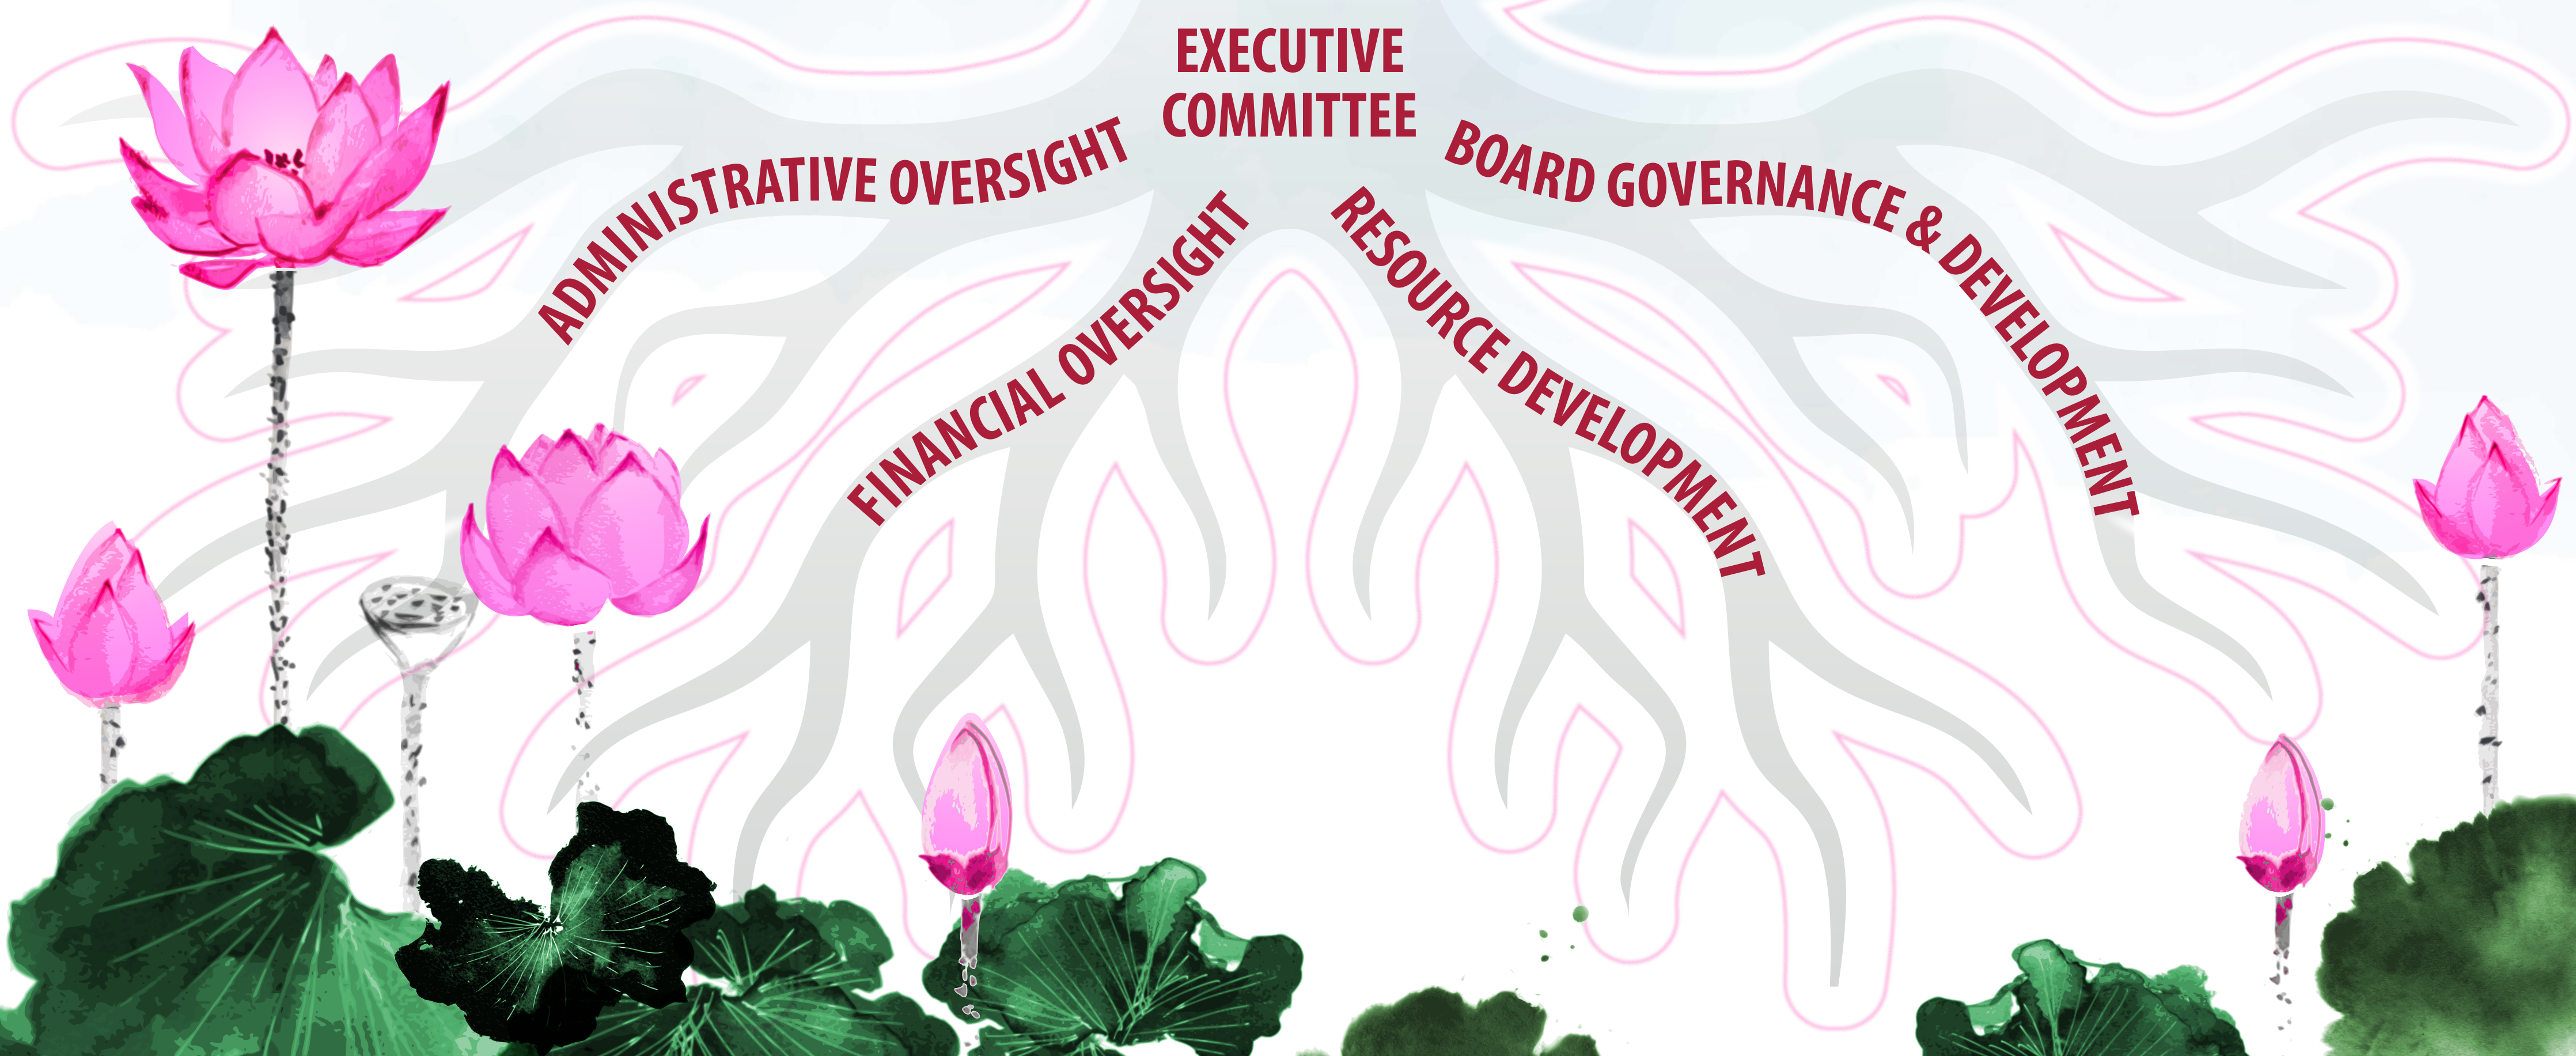 EXECUTIVE
COMMITTEE
ADMINISTRATIVE OVERSIGHT
FINANCIAL OVERSIGHT
RESOURCE DEVELOPMENT
BOARD GOVERNANCE & DEVELOPMENT